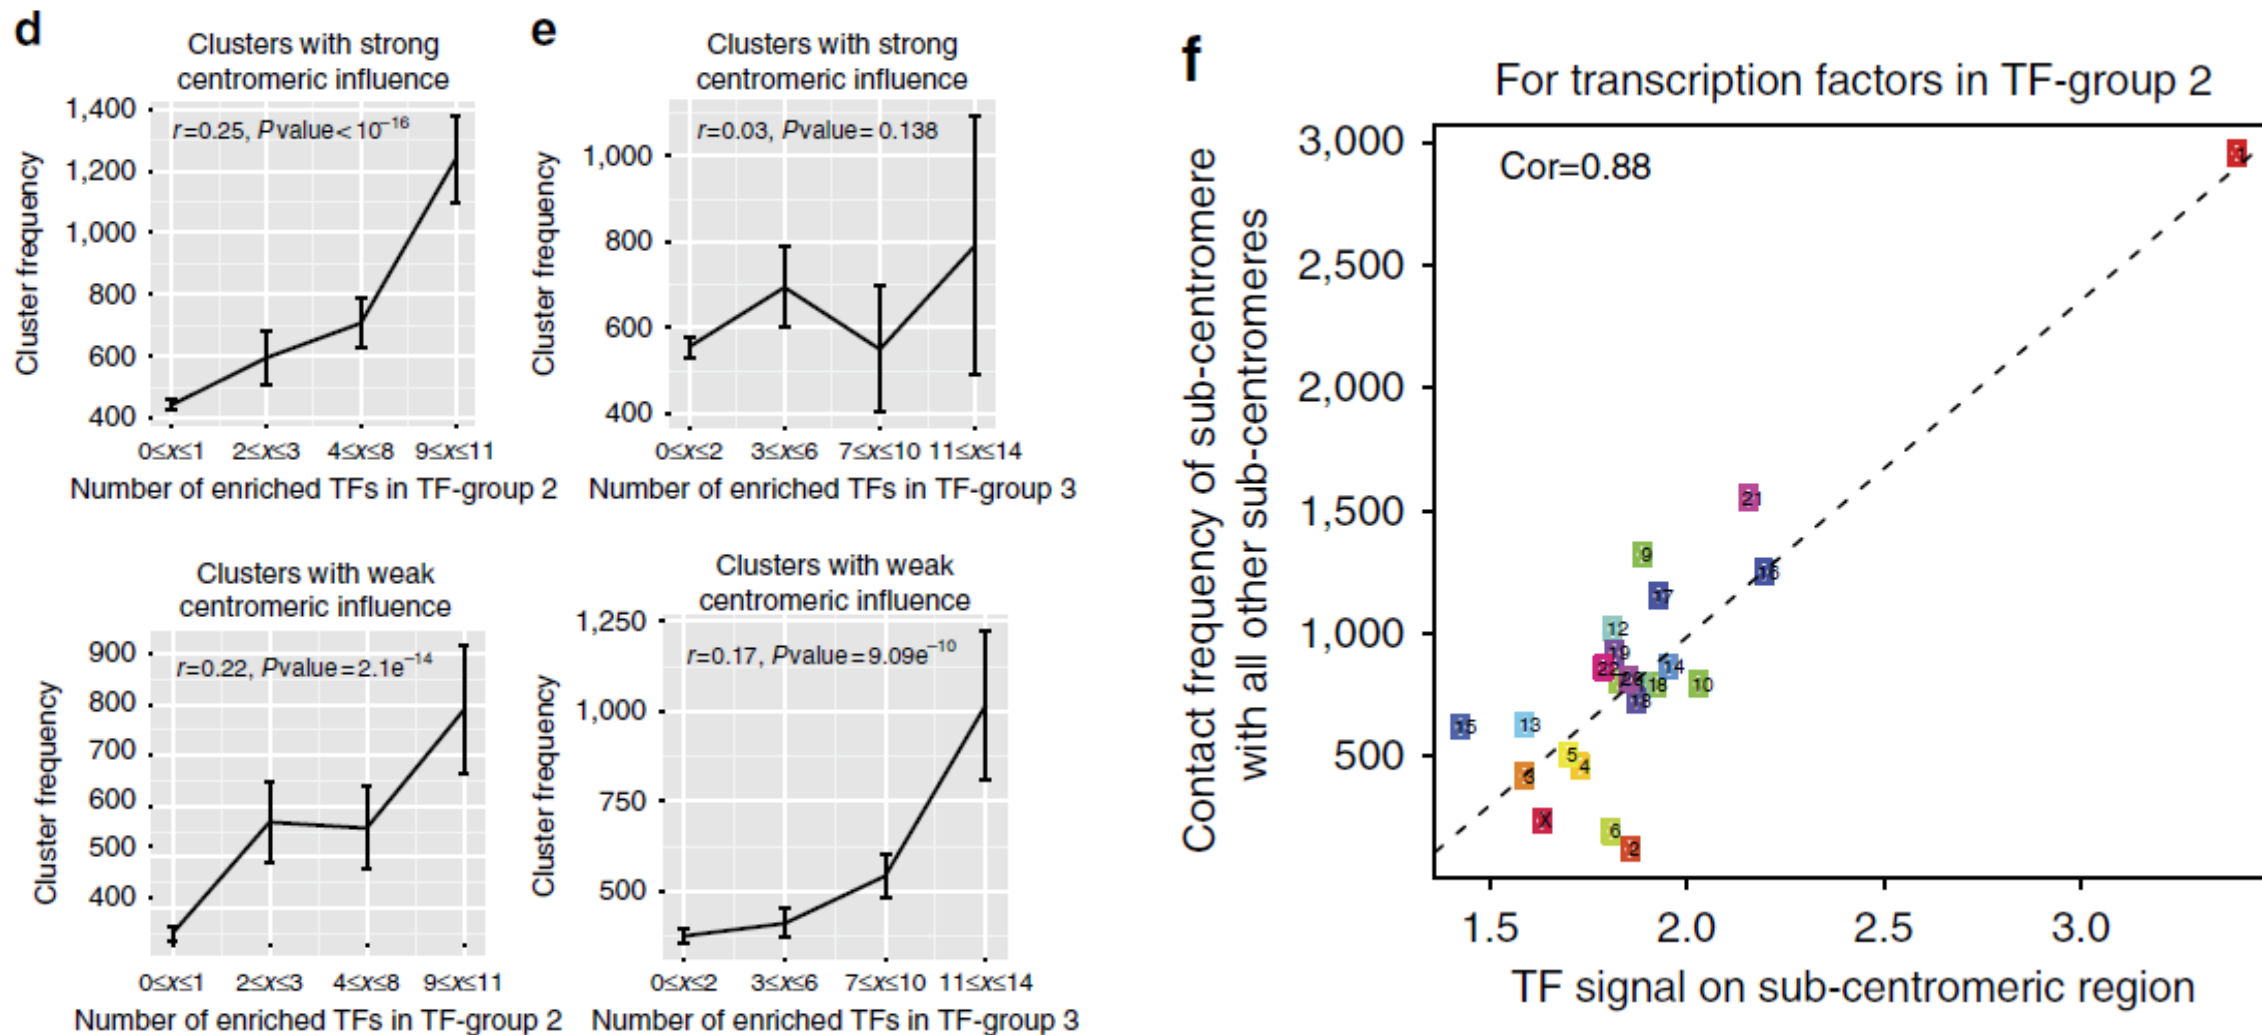 d
Clusters with strong
centromeric influence
r=0.25, Pvalue<10⁻¹⁶
Cluster frequency
1,400
1,200
1,000
800
600
400
0≤x≤1 2≤x≤3 4≤x≤8 9≤x≤11
Number of enriched TFs in TF-group 2
Clusters with weak
centromeric influence
r=0.22, Pvalue=2.1e⁻¹⁴
Cluster frequency
900
800
700
600
500
400
0≤x≤1 2≤x≤3 4≤x≤8 9≤x≤11
Number of enriched TFs in TF-group 2
e
Clusters with strong
centromeric influence
r=0.03, Pvalue=0.138
Cluster frequency
1,000
800
600
400
0≤x≤2 3≤x≤6 7≤x≤10 11≤x≤14
Number of enriched TFs in TF-group 3
Clusters with weak
centromeric influence
r=0.17, Pvalue=9.09e⁻¹⁰
Cluster frequency
1,250
1,000
750
500
0≤x≤2 3≤x≤6 7≤x≤10 11≤x≤14
Number of enriched TFs in TF-group 3
f
For transcription factors in TF-group 2
Cor=0.88
Contact frequency of sub-centromere
with all other sub-centromeres
3,000
2,500
2,000
1,500
1,000
500
1
21
9
16
17
12
19
22
14
20
18
10
15
13
5
4
3
X
6
2
1.5 2.0 2.5 3.0
TF signal on sub-centromeric region